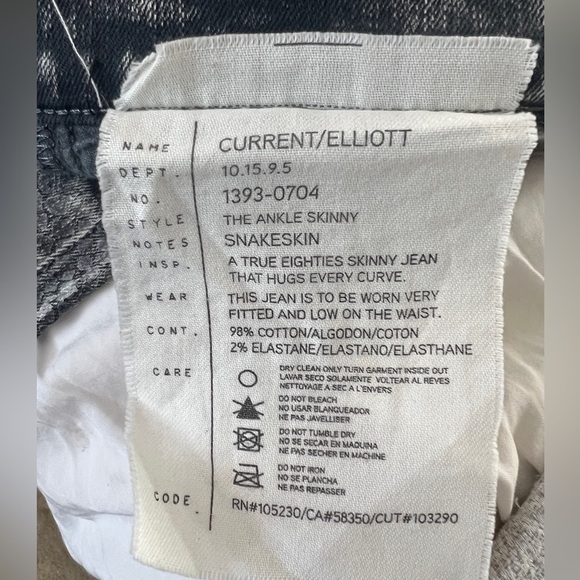 NAME CURRENT/ELLIOTT
DEPT. 10.15.9.5
NO. 1393-0704
STYLE THE ANKLE SKINNY
NOTES SNAKESKIN
INSP. A TRUE EIGHTIES SKINNY JEAN
THAT HUGS EVERY CURVE.
WEAR THIS JEAN IS TO BE WORN VERY
FITTED AND LOW ON THE WAIST.
CONT. 98% COTTON/ALGODON/COTON
2% ELASTANE/ELASTANO/ELASTHANE
CARE DRY CLEAN ONLY TURN GARMENT INSIDE OUT
LAVAR SECO SOLAMENTE VOLTEAR AL REVES
NETTOYAGE A SEC A L'ENVERS
DO NOT BLEACH
NO USAR BLANQUEADOR
NE PAS JAVELLISER
DO NOT TUMBLE DRY
NO SE SECAR EN MAQUINA
NE PAS SECHER EN MACHINE
DO NOT IRON
NO SE PLANCHA
NE PAS REPASSER
CODE. RN#105230/CA#58350/CUT#103290